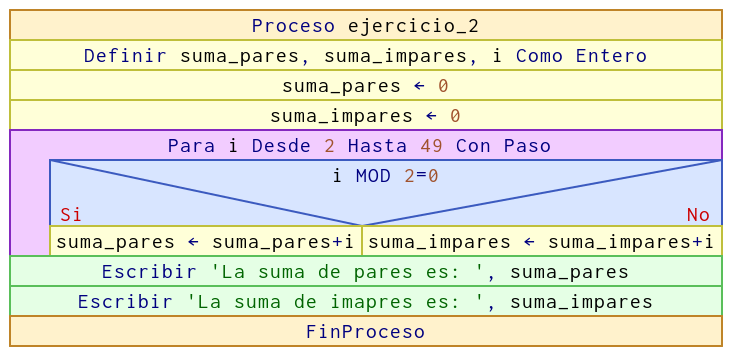 Proceso ejercicio_2
Definir suma_pares, suma_impares, i Como Entero
suma_pares ← 0
suma_impares ← 0
Para i Desde 2 Hasta 49 Con Paso
i MOD 2=0
Si No
suma_pares ← suma_pares+i suma_impares ← suma_impares+i
Escribir 'La suma de pares es: ', suma_pares
Escribir 'La suma de imapres es: ', suma_impares
FinProceso